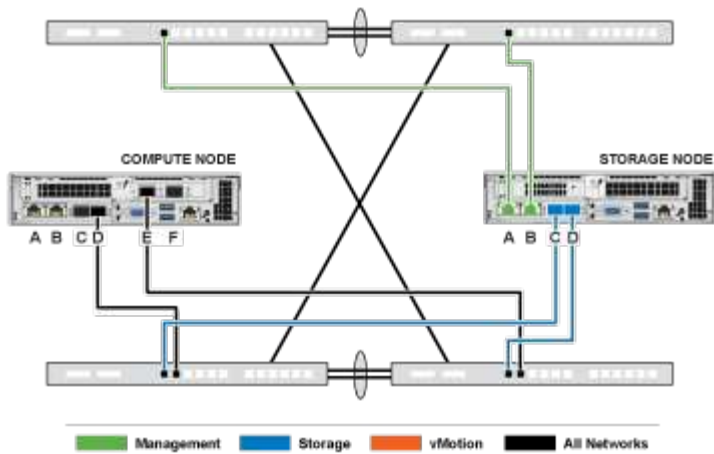 COMPUTE NODE
STORAGE NODE
A B C D E F
A B C D
Management Storage vMotion All Networks